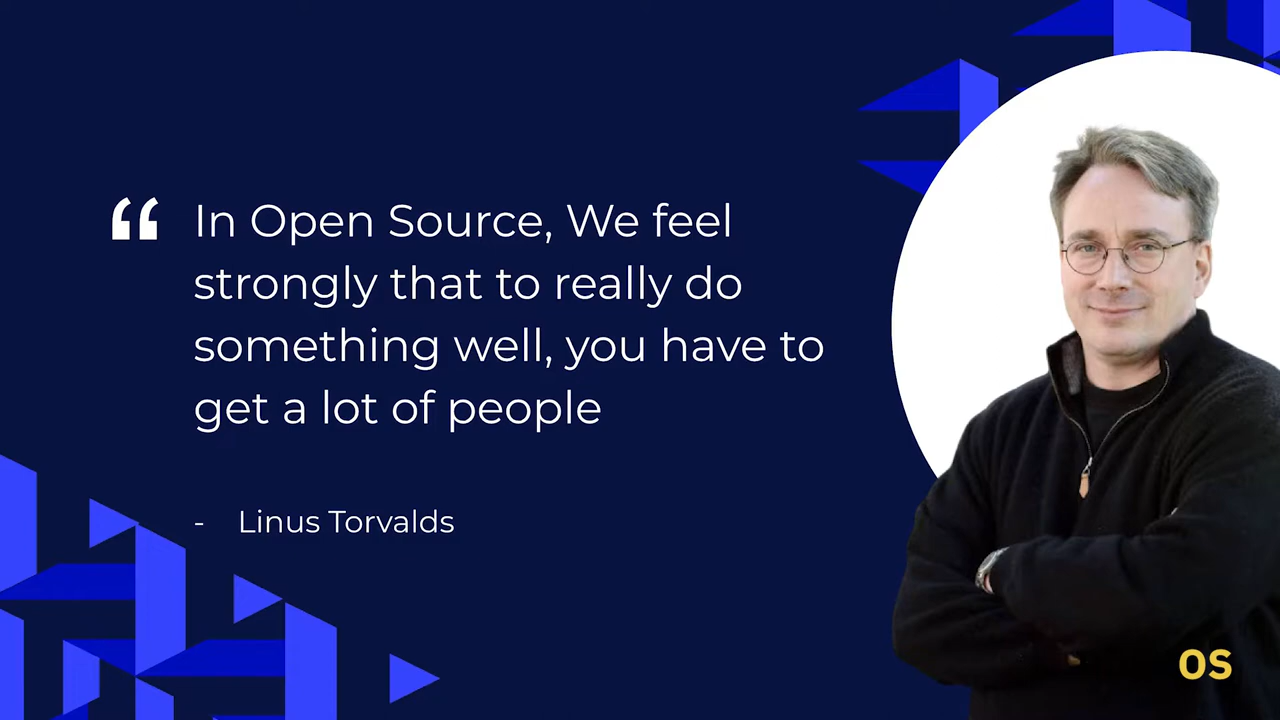 “ In Open Source, We feel
strongly that to really do
something well, you have to
get a lot of people
- Linus Torvalds
OS